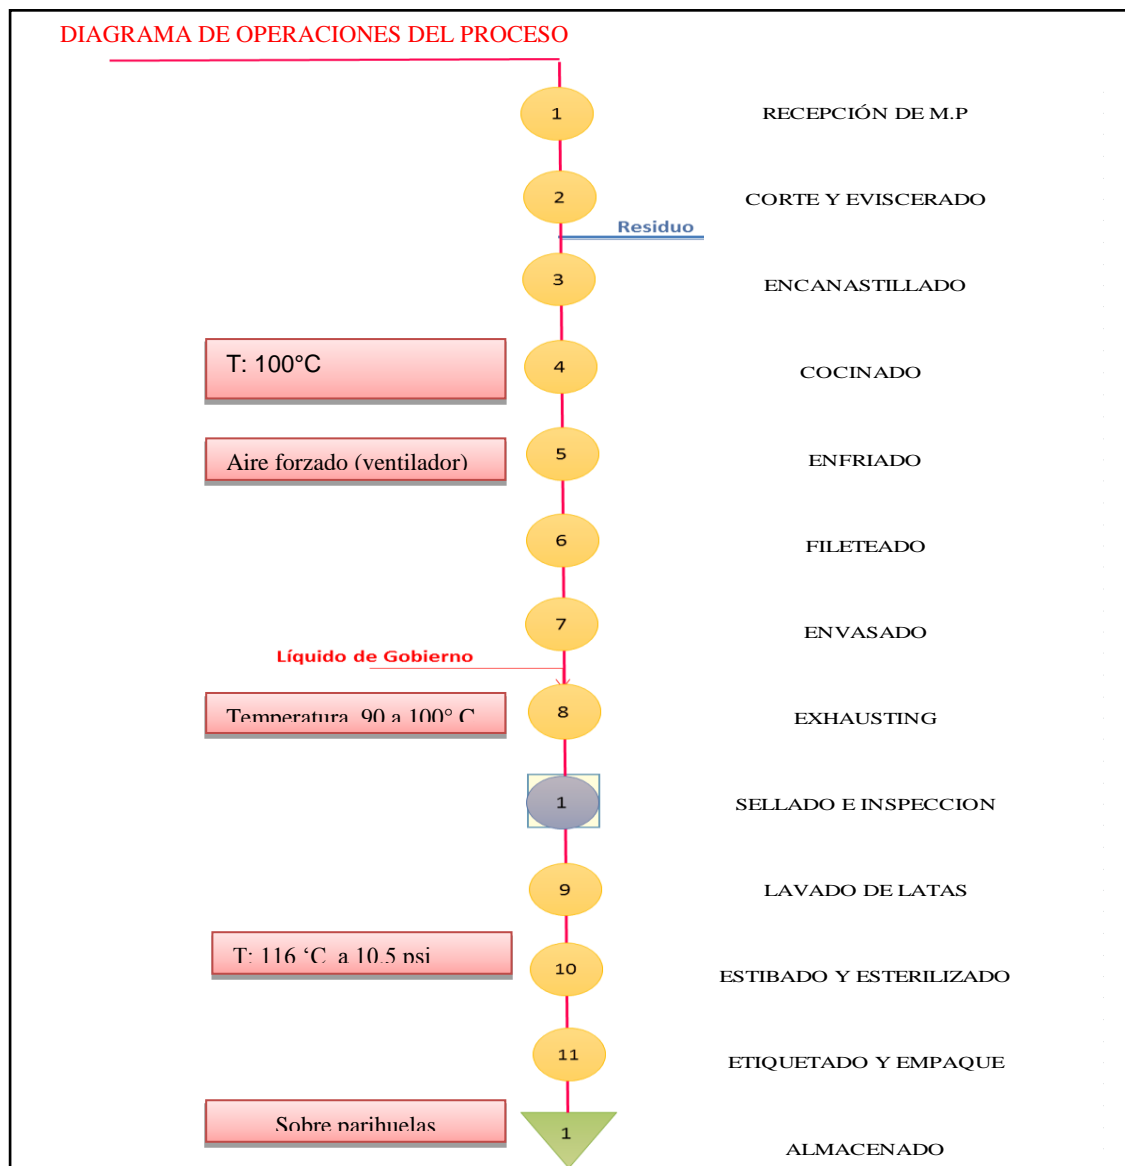 DIAGRAMA DE OPERACIONES DEL PROCESO
1 RECEPCIÓN DE M.P
2 CORTE Y EVISCERADO
Residuo
3 ENCANASTILLADO
T: 100°C 4 COCINADO
Aire forzado (ventilador) 5 ENFRIADO
6 FILETEADO
7 ENVASADO
Líquido de Gobierno
Temperatura 90 a 100° C 8 EXHAUSTING
1 SELLADO E INSPECCION
9 LAVADO DE LATAS
T: 116 ‘C a 10.5 psi 10 ESTIBADO Y ESTERILIZADO
11 ETIQUETADO Y EMPAQUE
Sobre parihuelas 1 ALMACENADO